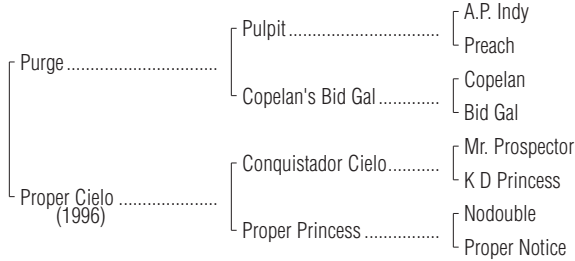 A.P. Indy
Pulpit
Preach
Purge
Copelan
Copelan's Bid Gal
Bid Gal
Mr. Prospector
Conquistador Cielo
K D Princess
Proper Cielo
(1996)
Nodouble
Proper Princess
Proper Notice